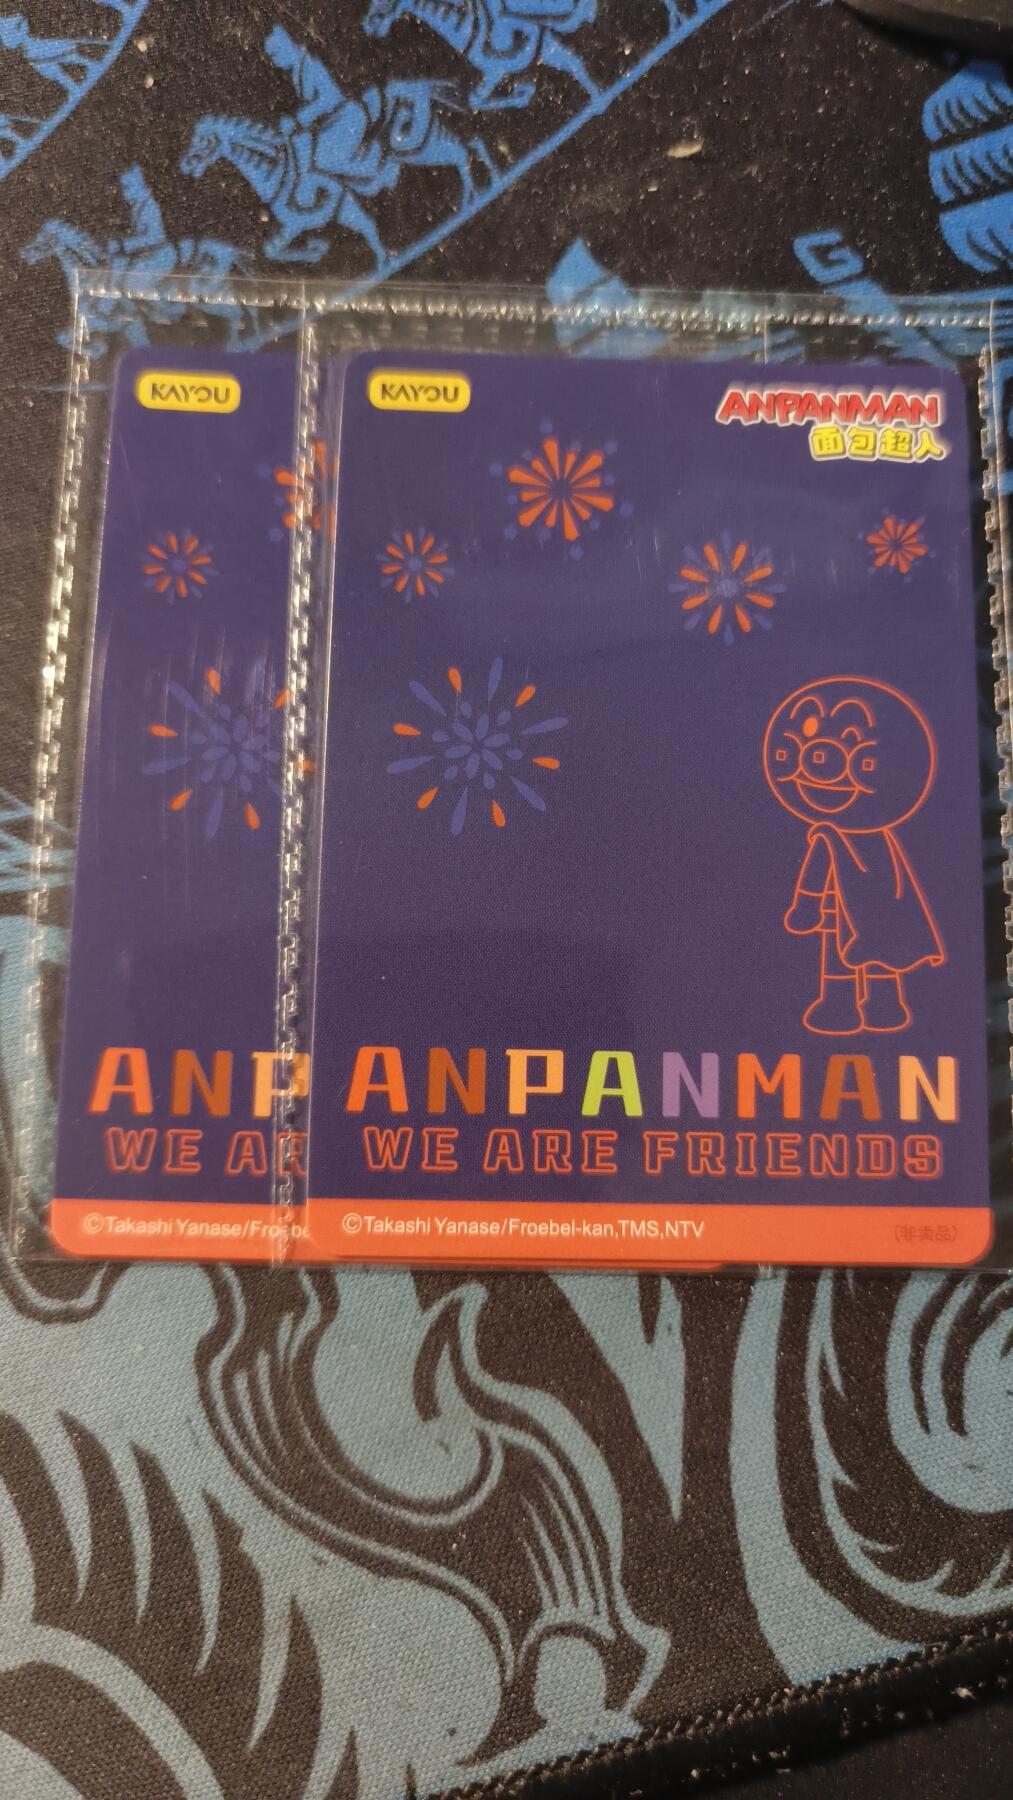 KAYOU
ANP
WE AR
©Takashi Yanase/Froebe
KAYOU
ANPANMAN
面包超人
ANPANMAN
WE ARE FRIENDS
©Takashi Yanase/Froebel-kan,TMS,NTV
(非卖品)